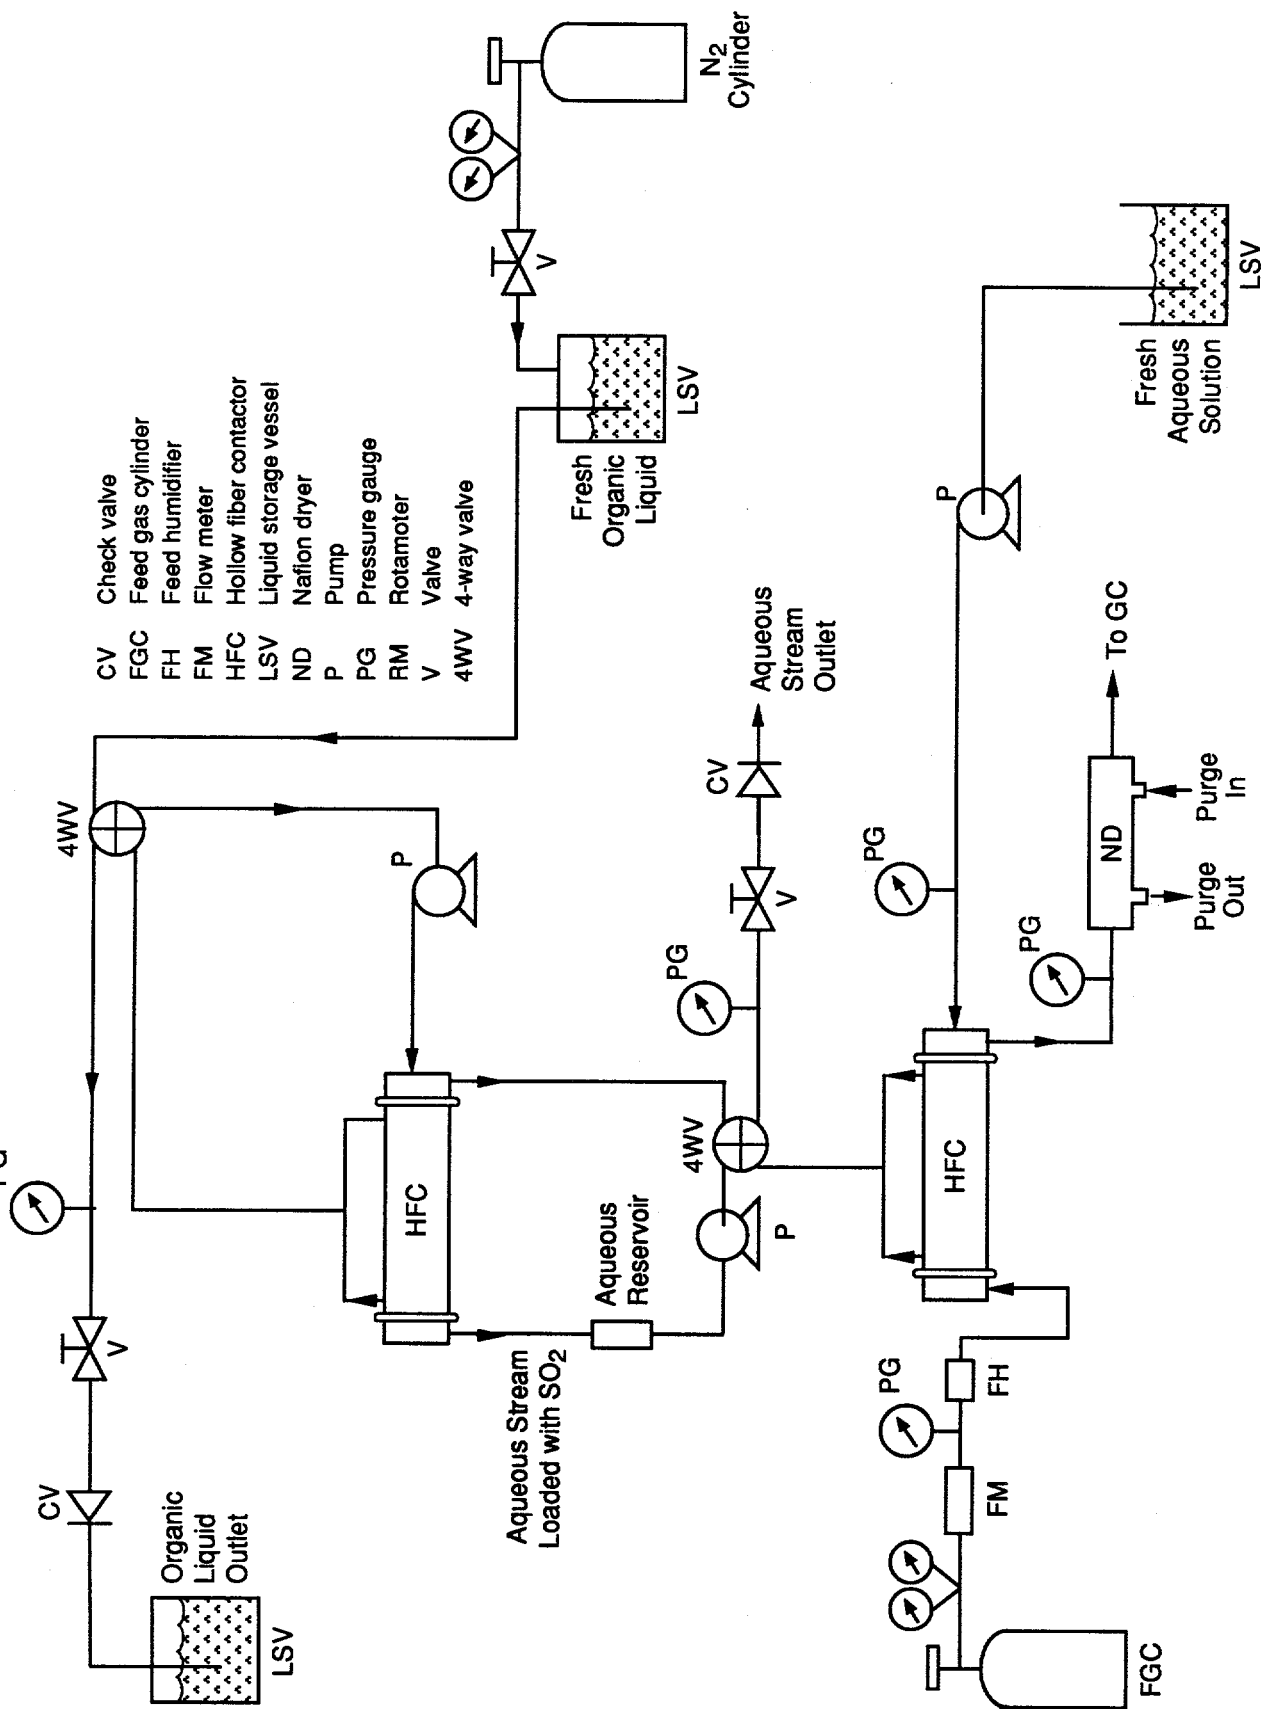 CV
4WV
V
Organic
Liquid
Outlet
LSV
CV Check valve
FGC Feed gas cylinder
FH Feed humidifier
FM Flow meter
HFC Hollow fiber contactor
LSV Liquid storage vessel
ND Nafion dryer
P Pump
PG Pressure gauge
RM Rotamoter
V Valve
4WV 4-way valve
P
HFC
V
N2
Cylinder
Fresh
Organic
Liquid
LSV
Aqueous Stream
Loaded with SO2
Aqueous
Reservoir
P
4WV
PG
CV
V
Aqueous
Stream
Outlet
PG
PG
P
FM
FH
HFC
PG
ND
To GC
Purge
Out
Purge
In
Fresh
Aqueous
Solution
LSV
FGC